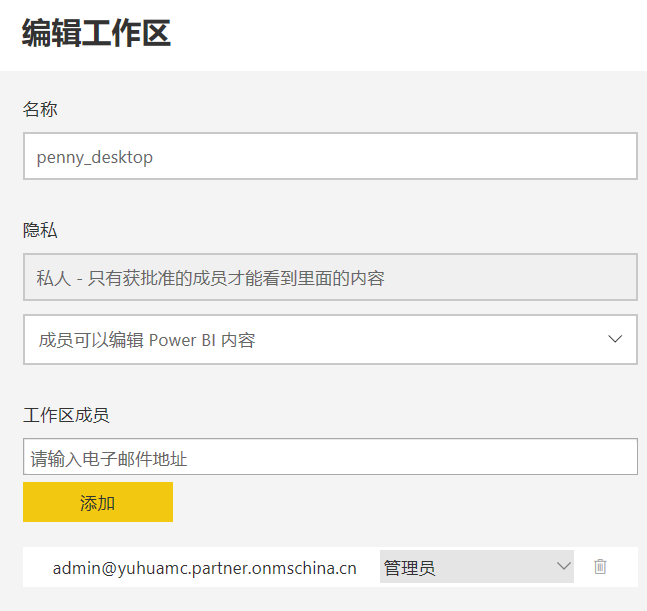 编辑工作区
名称
penny_desktop
隐私
私人 - 只有获批准的成员才能看到里面的内容
成员可以编辑 Power BI 内容
工作区成员
请输入电子邮件地址
添加
admin@yuhuamc.partner.onmschina.cn 管理员